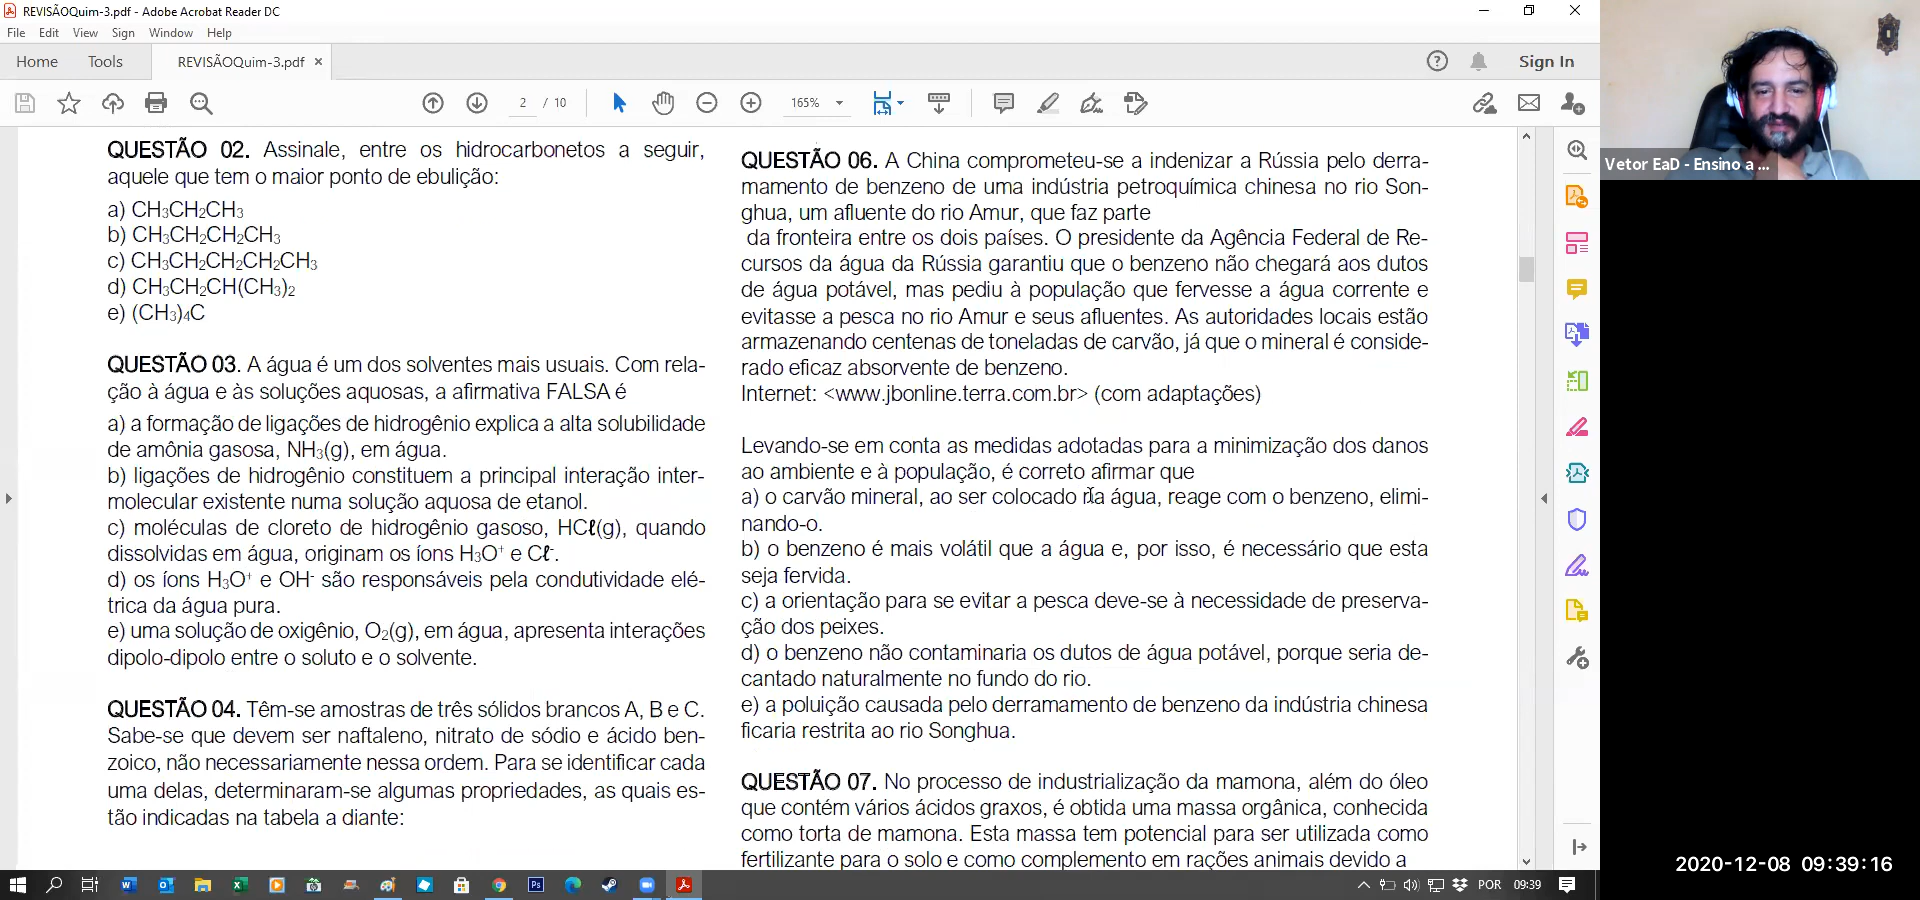 REVISÃOQuim-3.pdf - Adobe Acrobat Reader DC
File Edit View Sign Window Help
Home Tools REVISÃOQuim-3.pdf × Sign In
2 / 10 165%
QUESTÃO 02. Assinale, entre os hidrocarbonetos a seguir,
aquele que tem o maior ponto de ebulição:
a) CH₃CH₂CH₃
b) CH₃CH₂CH₂CH₃
c) CH₃CH₂CH₂CH₂CH₃
d) CH₃CH₂CH(CH₃)₂
e) (CH₃)₄C
QUESTÃO 03. A água é um dos solventes mais usuais. Com rela-
ção à água e às soluções aquosas, a afirmativa FALSA é
a) a formação de ligações de hidrogênio explica a alta solubilidade
de amônia gasosa, NH₃(g), em água.
b) ligações de hidrogênio constituem a principal interação inter-
molecular existente numa solução aquosa de etanol.
c) moléculas de cloreto de hidrogênio gasoso, HCℓ(g), quando
dissolvidas em água, originam os íons H₃O⁺ e Cℓ⁻.
d) os íons H₃O⁺ e OH⁻ são responsáveis pela condutividade elé-
trica da água pura.
e) uma solução de oxigênio, O₂(g), em água, apresenta interações
dipolo-dipolo entre o soluto e o solvente.
QUESTÃO 04. Têm-se amostras de três sólidos brancos A, B e C.
Sabe-se que devem ser naftaleno, nitrato de sódio e ácido ben-
zoico, não necessariamente nessa ordem. Para se identificar cada
uma delas, determinaram-se algumas propriedades, as quais es-
tão indicadas na tabela a diante:
QUESTÃO 06. A China comprometeu-se a indenizar a Rússia pelo derra-
mamento de benzeno de uma indústria petroquímica chinesa no rio Son-
ghua, um afluente do rio Amur, que faz parte
da fronteira entre os dois países. O presidente da Agência Federal de Re-
cursos da água da Rússia garantiu que o benzeno não chegará aos dutos
de água potável, mas pediu à população que fervesse a água corrente e
evitasse a pesca no rio Amur e seus afluentes. As autoridades locais estão
armazenando centenas de toneladas de carvão, já que o mineral é conside-
rado eficaz absorvente de benzeno.
Internet: <www.jbonline.terra.com.br> (com adaptações)
Levando-se em conta as medidas adotadas para a minimização dos danos
ao ambiente e à população, é correto afirmar que
a) o carvão mineral, ao ser colocado na água, reage com o benzeno, elimi-
nando-o.
b) o benzeno é mais volátil que a água e, por isso, é necessário que esta
seja fervida.
c) a orientação para se evitar a pesca deve-se à necessidade de preserva-
ção dos peixes.
d) o benzeno não contaminaria os dutos de água potável, porque seria de-
cantado naturalmente no fundo do rio.
e) a poluição causada pelo derramamento de benzeno da indústria chinesa
ficaria restrita ao rio Songhua.
QUESTÃO 07. No processo de industrialização da mamona, além do óleo
que contém vários ácidos graxos, é obtida uma massa orgânica, conhecida
como torta de mamona. Esta massa tem potencial para ser utilizada como
fertilizante para o solo e como complemento em rações animais devido a
Vetor EaD - Ensino a ...
2020-12-08 09:39:16
POR 09:39